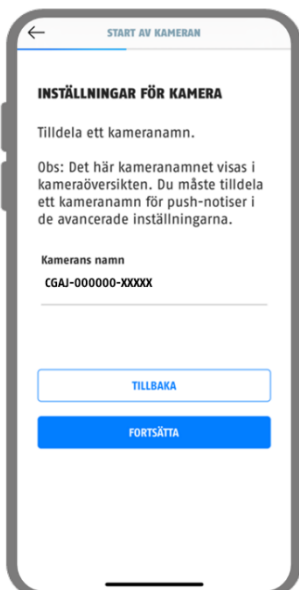 START AV KAMERAN
INSTÄLLNINGAR FÖR KAMERA
Tilldela ett kameranamn.
Obs: Det här kameranamnet visas i
kameraöversikten. Du måste tilldela
ett kameranamn för push-notiser i
de avancerade inställningarna.
Kamerans namn
CGAJ-000000-XXXXX
TILLBAKA
FORTSÄTTA